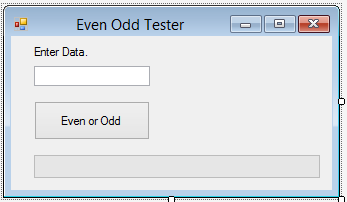 Even Odd Tester
Enter Data.
Even or Odd